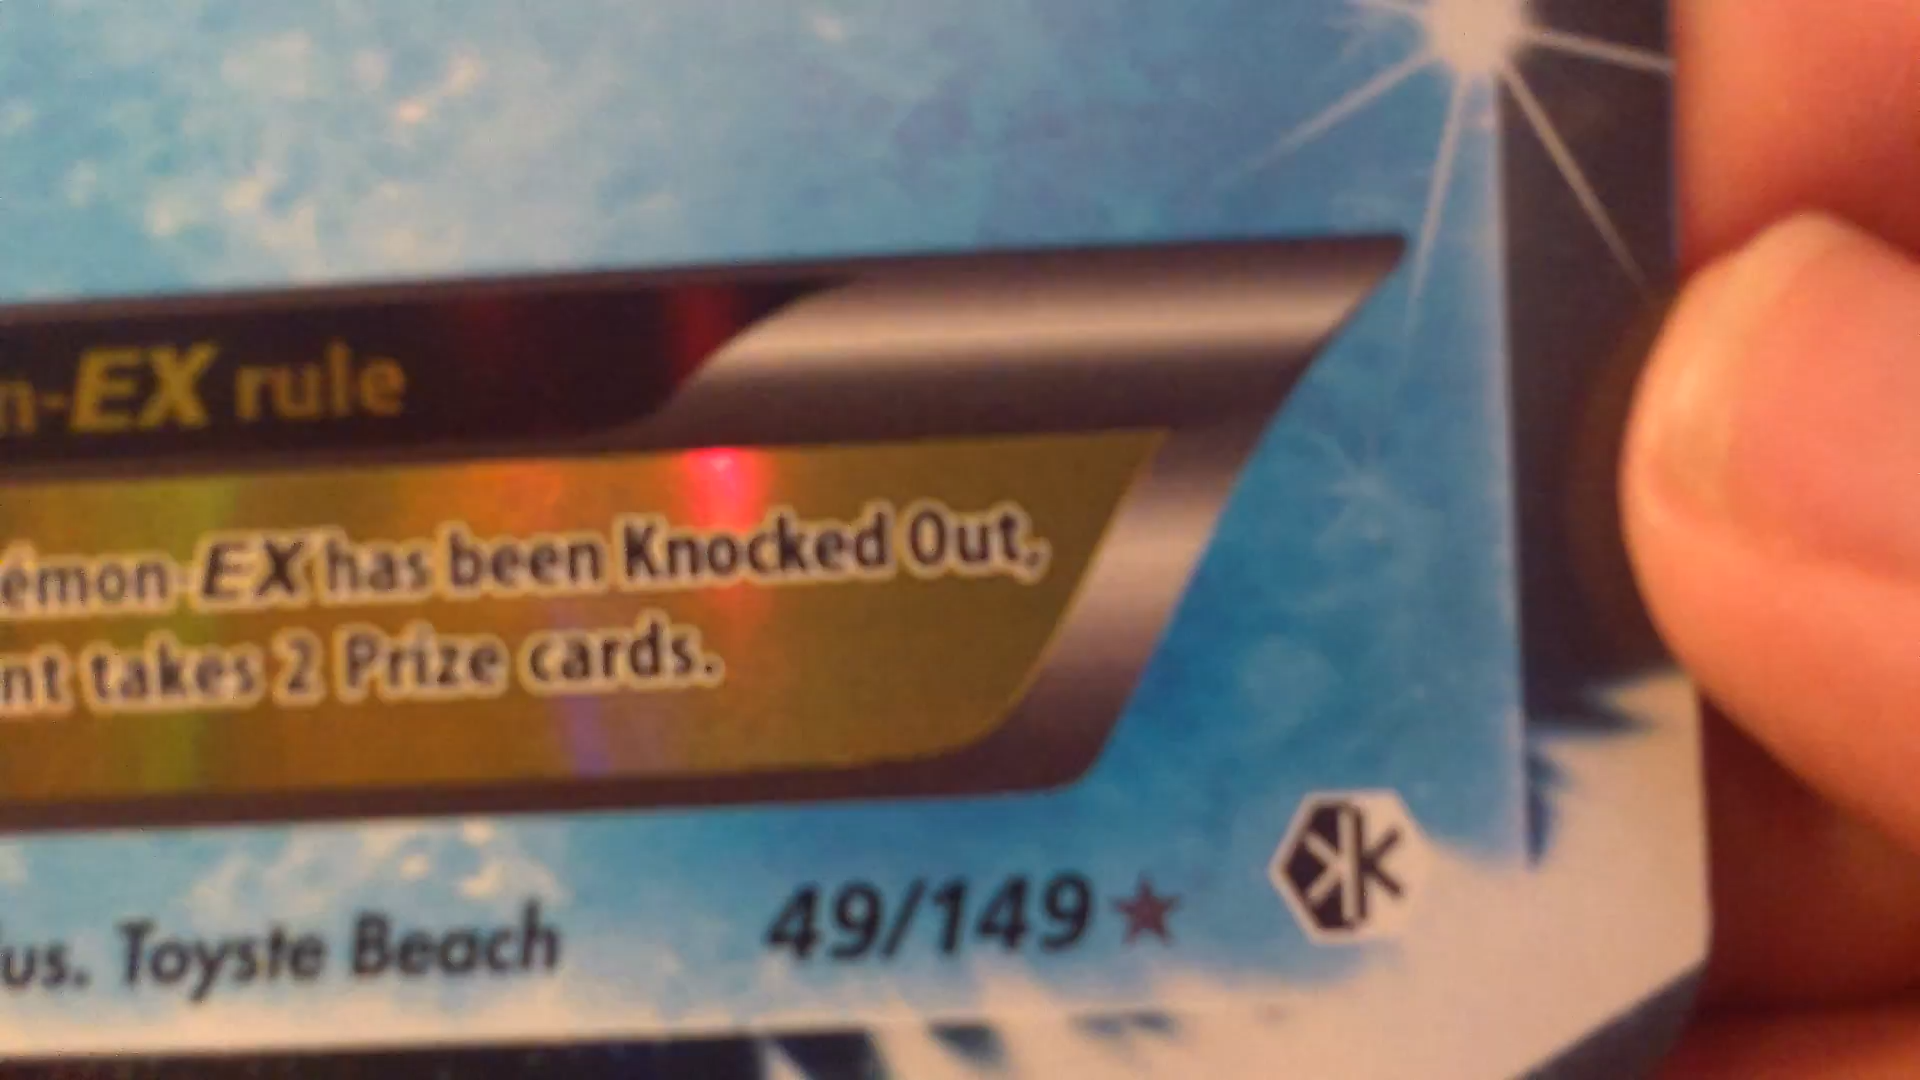 n-EX rule
émon-EX has been Knocked Out,
nt takes 2 Prize cards.
us. Toyste Beach
49/149